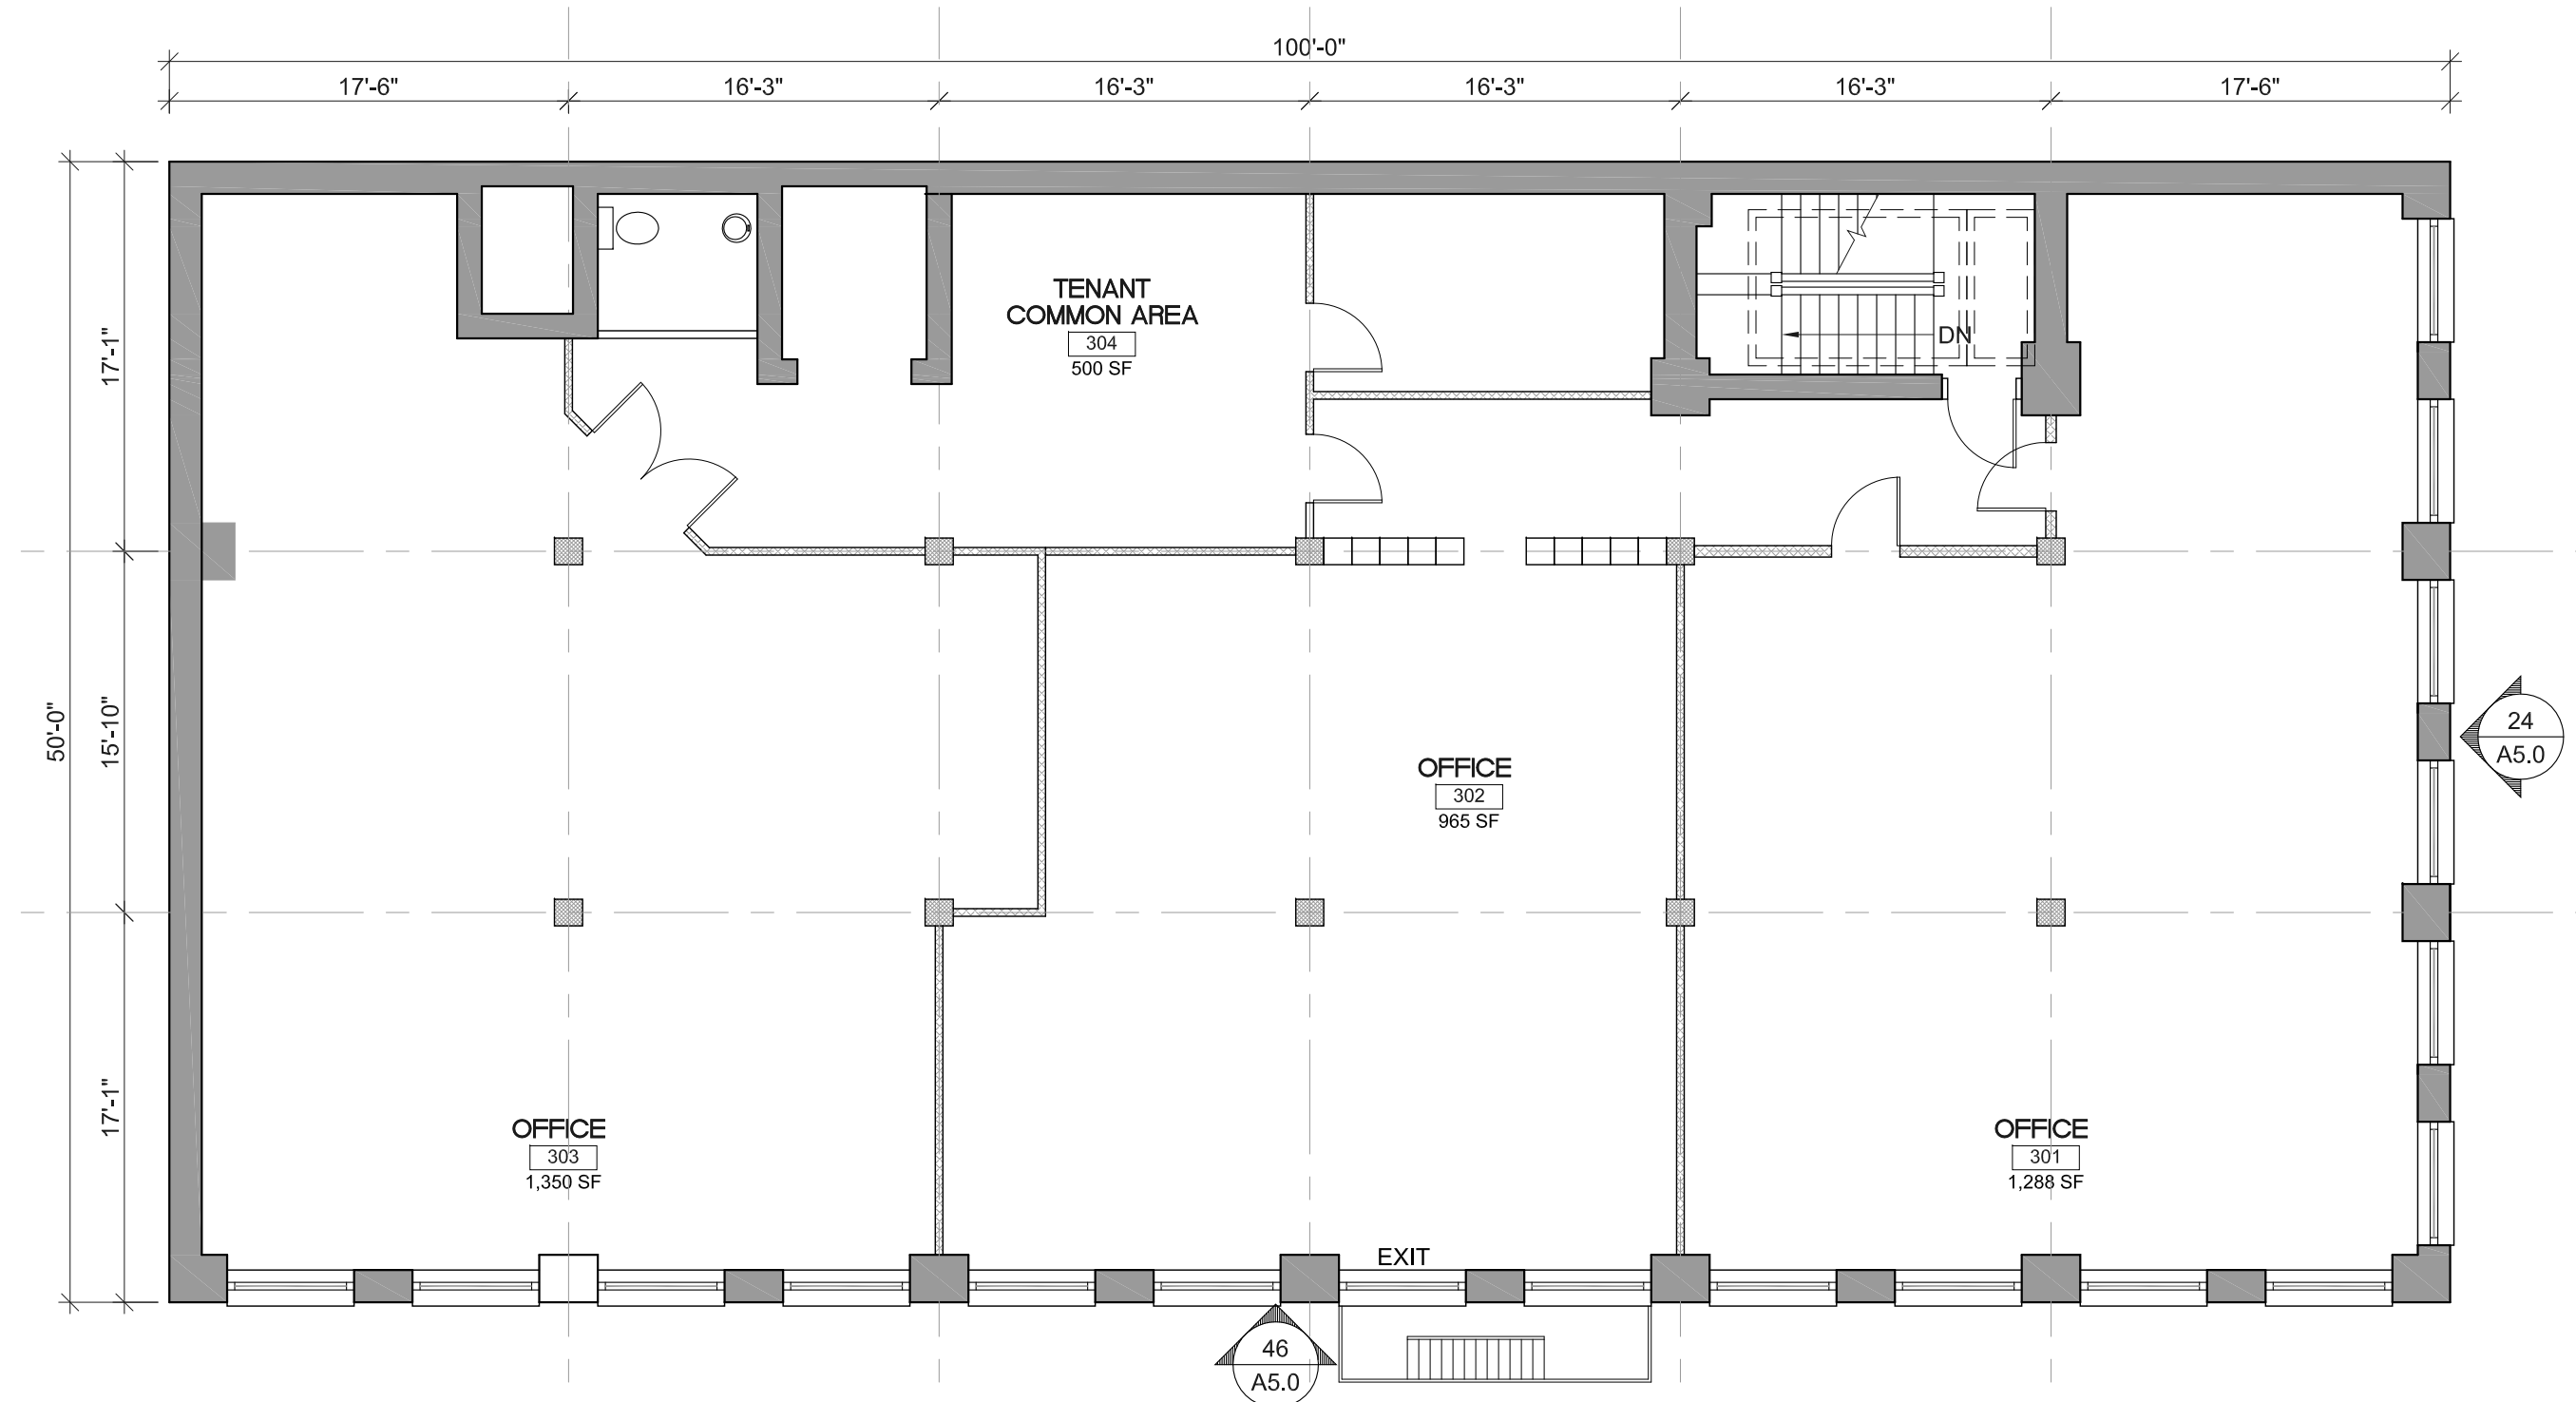 100'-0"
17'-6"
16'-3"
16'-3"
16'-3"
16'-3"
17'-6"
50'-0"
17'-1"
15'-10"
17'-1"
TENANT
COMMON AREA
304
500 SF
DN
OFFICE
302
965 SF
24
A5.0
OFFICE
303
1,350 SF
OFFICE
301
1,288 SF
EXIT
46
A5.0